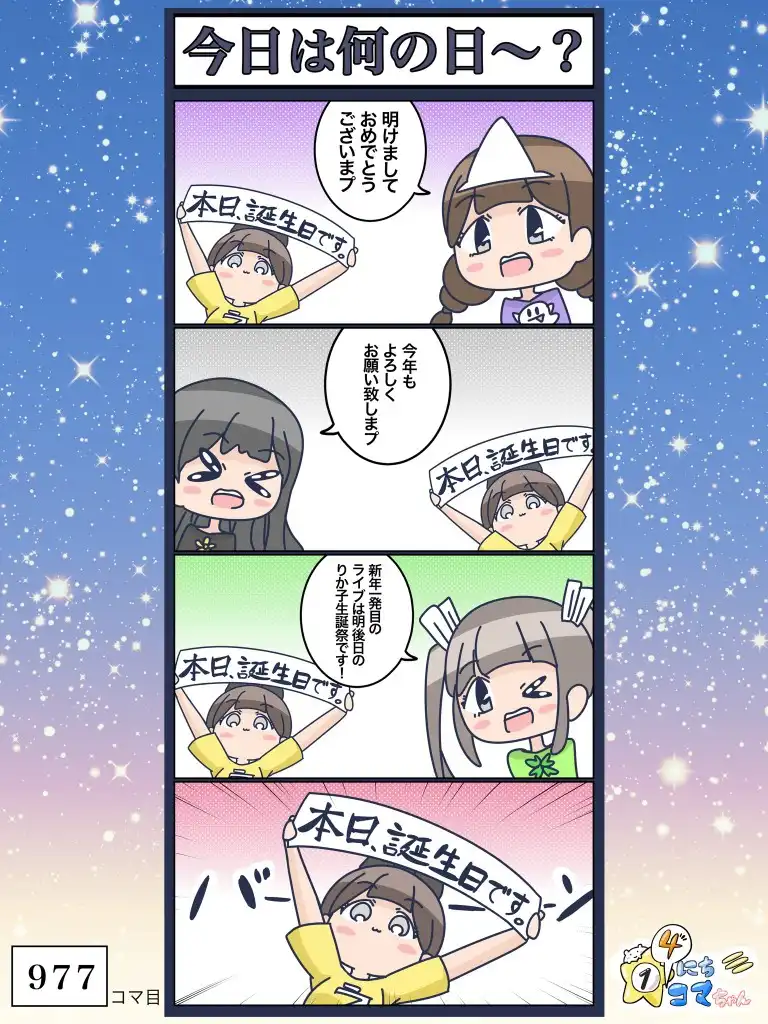 今日は何の日～？
明けまして
おめでとう
ございまプ
本日、誕生日です。
ラ
今年も
よろしく
お願い致しまプ
本日、誕生日です。
新年一発目の
ライブは明後日の
りか子生誕祭です！
本日、誕生日です。
ラ
本日、誕生日です。
バーーン
ラ
977
コマ目
1
にち
4
コマちゃん